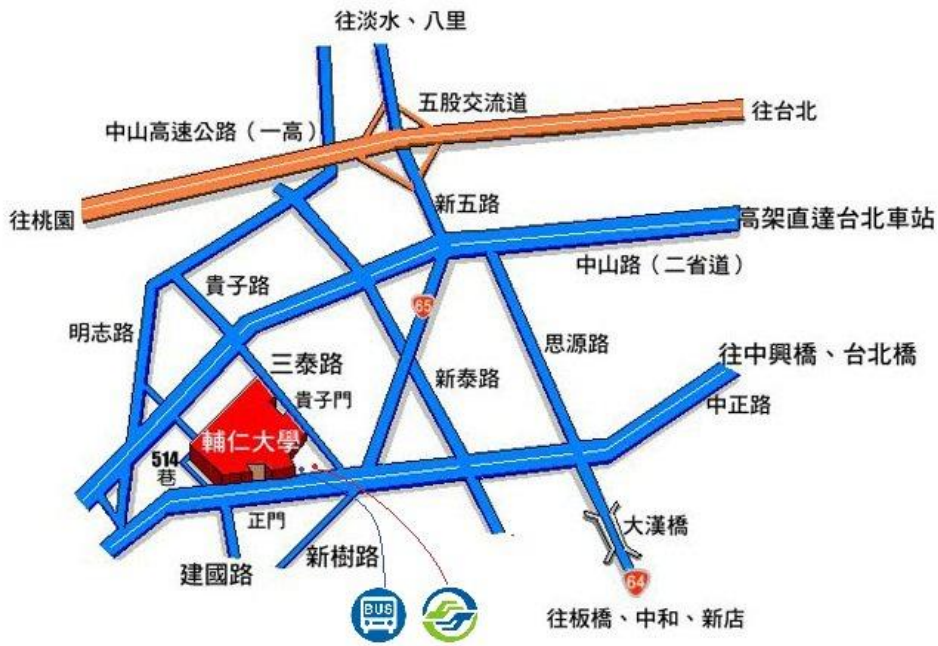 往淡水、八里
五股交流道
往台北
中山高速公路（一高）
往桃園
新五路
高架直達台北車站
中山路（二省道）
貴子路
65
明志路
思源路
三泰路
新泰路
往中興橋、台北橋
貴子門
中正路
輔仁大學
514
巷
正門
大漢橋
新樹路
建國路
64
BUS
往板橋、中和、新店